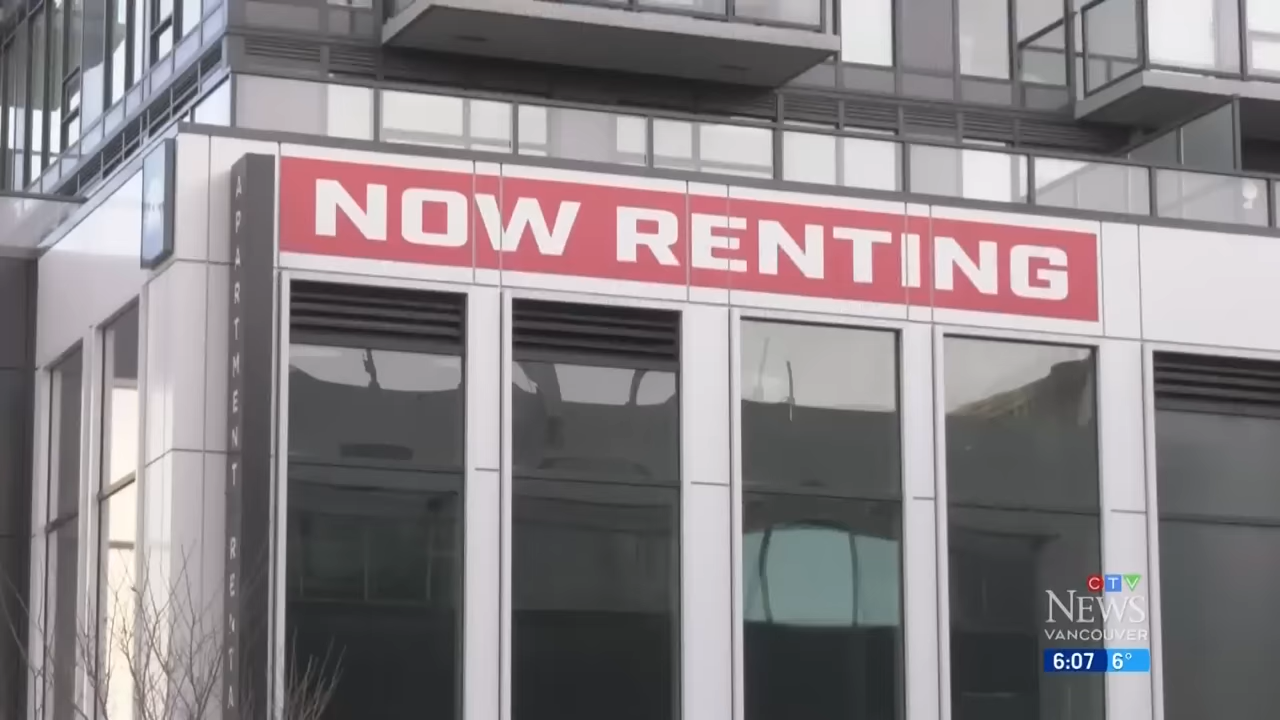 NOW RENTING
APARTMENT RENTA
CTV
NEWS
VANCOUVER
6:07 6°